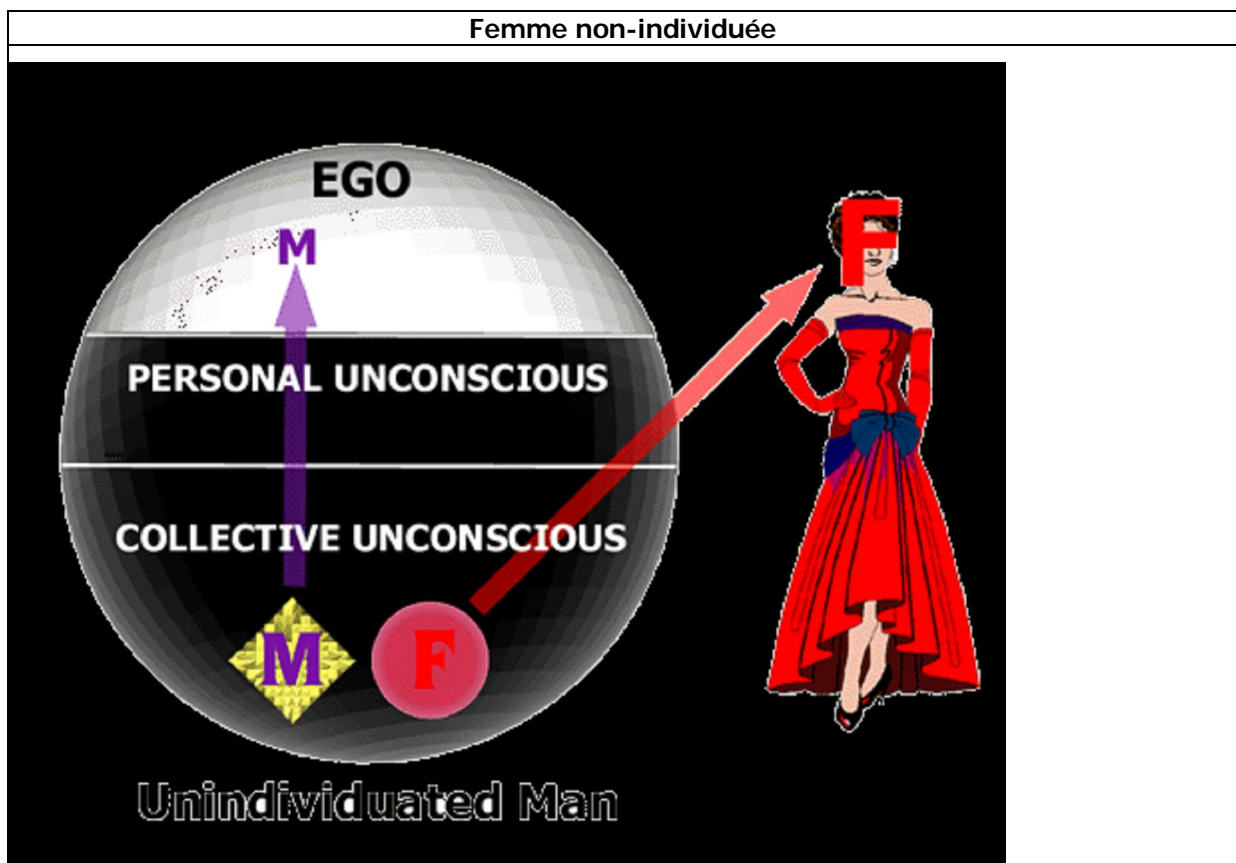 Femme non-individuée
EGO
M
F
PERSONAL UNCONSCIOUS
COLLECTIVE UNCONSCIOUS
M F
Unindividuated Man